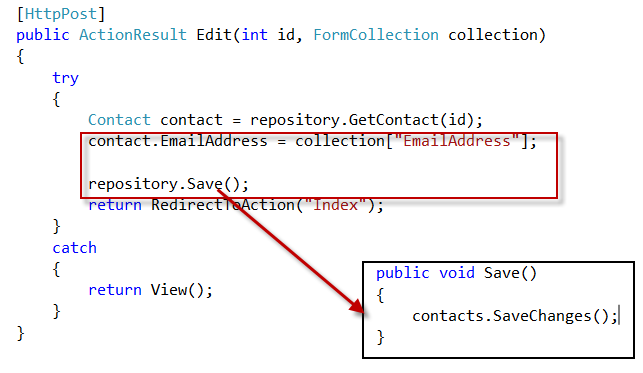 [HttpPost]
public ActionResult Edit(int id, FormCollection collection)
{
    try
    {
        Contact contact = repository.GetContact(id);
        contact.EmailAddress = collection["EmailAddress"];
        repository.Save();
        return RedirectToAction("Index");
    }
    catch
    {
        return View();
    }
}
public void Save()
{
    contacts.SaveChanges();
}